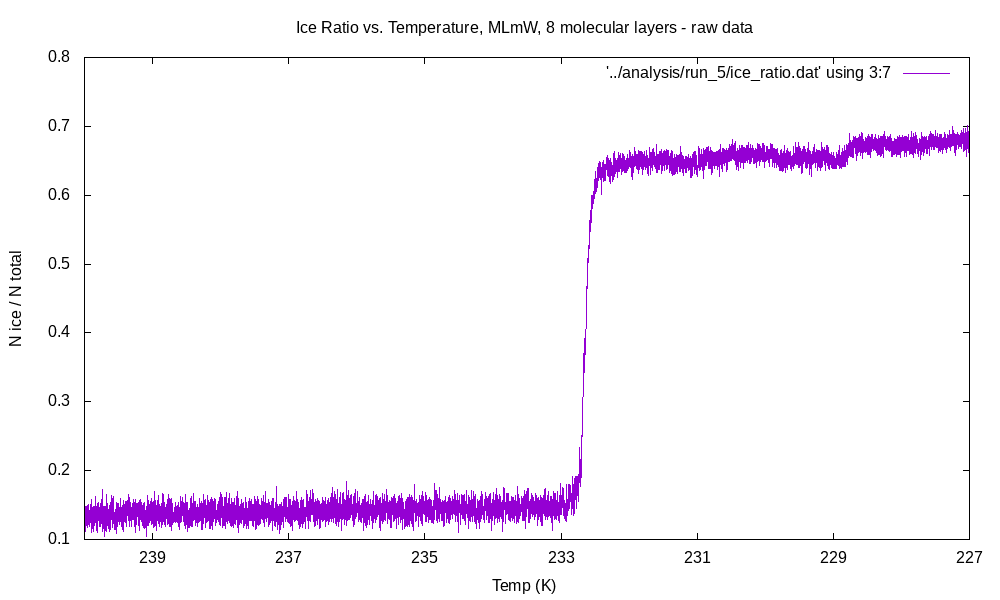 Ice Ratio vs. Temperature, MLmW, 8 molecular layers - raw data
'../analysis/run_5/ice_ratio.dat' using 3:7
0.8
0.7
0.6
0.5
0.4
0.3
0.2
0.1
N ice / N total
239 237 235 233 231 229 227
Temp (K)